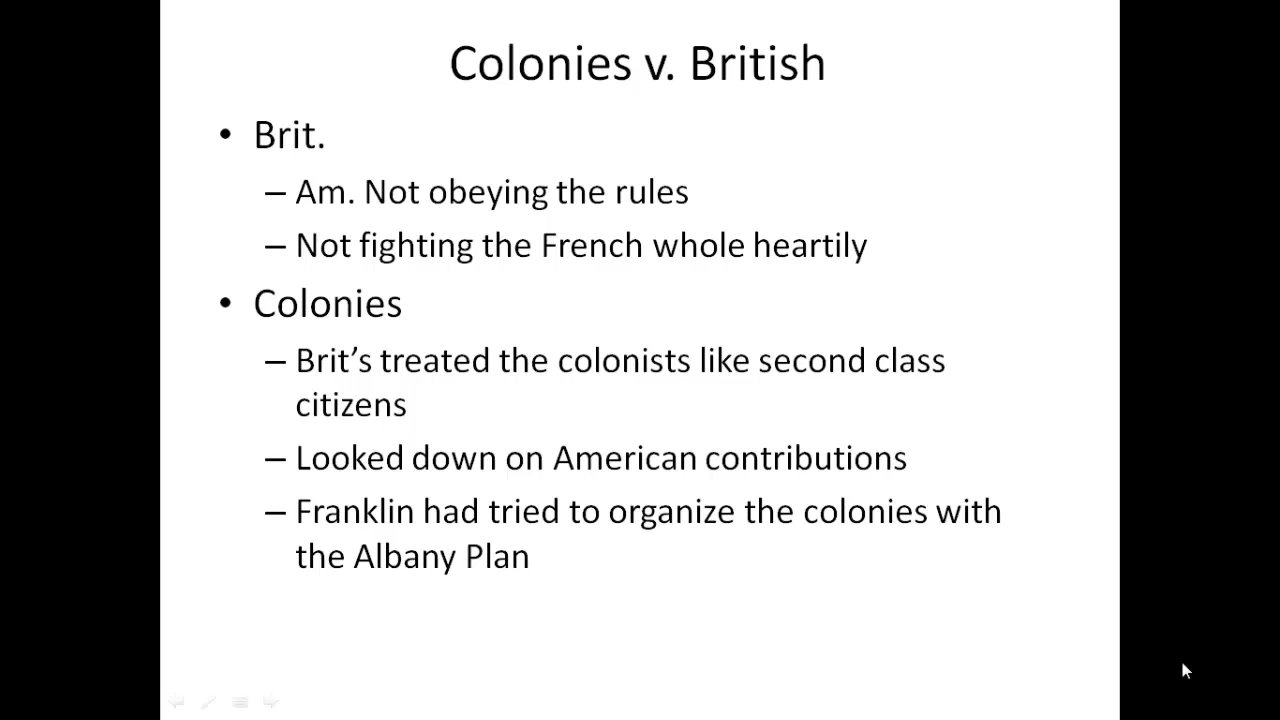 Colonies v. British
• Brit.
– Am. Not obeying the rules
– Not fighting the French whole heartily
• Colonies
– Brit’s treated the colonists like second class
citizens
– Looked down on American contributions
– Franklin had tried to organize the colonies with
the Albany Plan